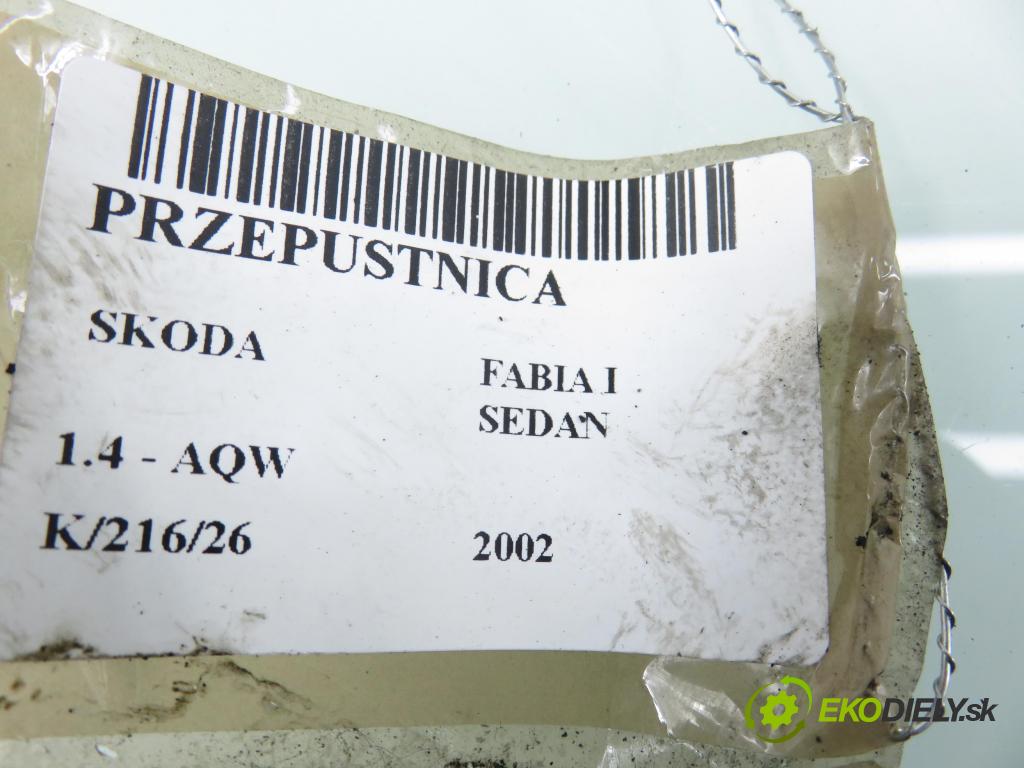 PRZEPUSTNICA
SKODA
FABIA I
SEDAN
1.4 - AQW
K/216/26
2002
EKODIELY.sk